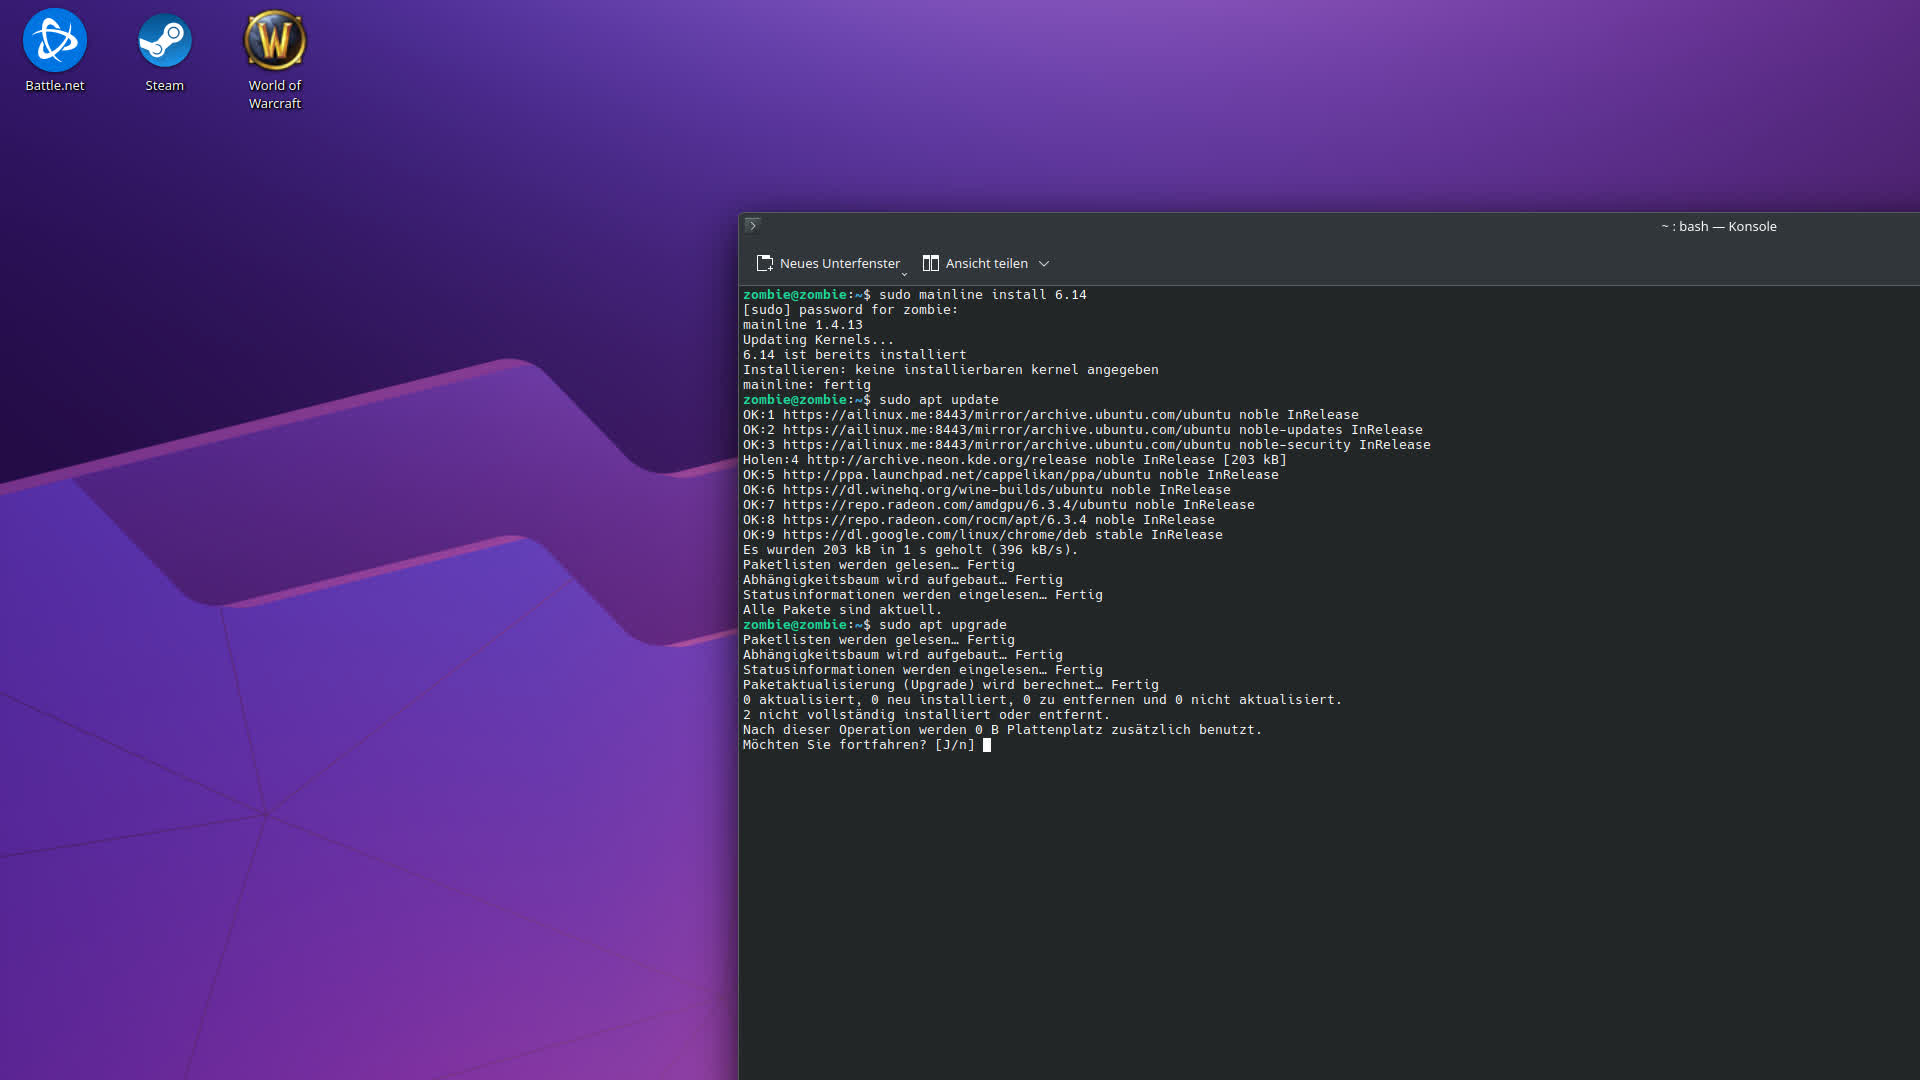 Battle.net
Steam
World of
Warcraft
~ : bash — Konsole
Neues Unterfenster
Ansicht teilen
zombie@zombie:~$ sudo mainline install 6.14
[sudo] password for zombie:
mainline 1.4.13
Updating Kernels...
6.14 ist bereits installiert
Installieren: keine installierbaren kernel angegeben
mainline: fertig
zombie@zombie:~$ sudo apt update
OK:1 https://ailinux.me:8443/mirror/archive.ubuntu.com/ubuntu noble InRelease
OK:2 https://ailinux.me:8443/mirror/archive.ubuntu.com/ubuntu noble-updates InRelease
OK:3 https://ailinux.me:8443/mirror/archive.ubuntu.com/ubuntu noble-security InRelease
Holen:4 http://archive.neon.kde.org/release noble InRelease [203 kB]
OK:5 http://ppa.launchpad.net/cappelikan/ppa/ubuntu noble InRelease
OK:6 https://dl.winehq.org/wine-builds/ubuntu noble InRelease
OK:7 https://repo.radeon.com/amdgpu/6.3.4/ubuntu noble InRelease
OK:8 https://repo.radeon.com/rocm/apt/6.3.4 noble InRelease
OK:9 https://dl.google.com/linux/chrome/deb stable InRelease
Es wurden 203 kB in 1 s geholt (396 kB/s).
Paketlisten werden gelesen… Fertig
Abhängigkeitsbaum wird aufgebaut… Fertig
Statusinformationen werden eingelesen… Fertig
Alle Pakete sind aktuell.
zombie@zombie:~$ sudo apt upgrade
Paketlisten werden gelesen… Fertig
Abhängigkeitsbaum wird aufgebaut… Fertig
Statusinformationen werden eingelesen… Fertig
Paketaktualisierung (Upgrade) wird berechnet… Fertig
0 aktualisiert, 0 neu installiert, 0 zu entfernen und 0 nicht aktualisiert.
2 nicht vollständig installiert oder entfernt.
Nach dieser Operation werden 0 B Plattenplatz zusätzlich benutzt.
Möchten Sie fortfahren? [J/n]